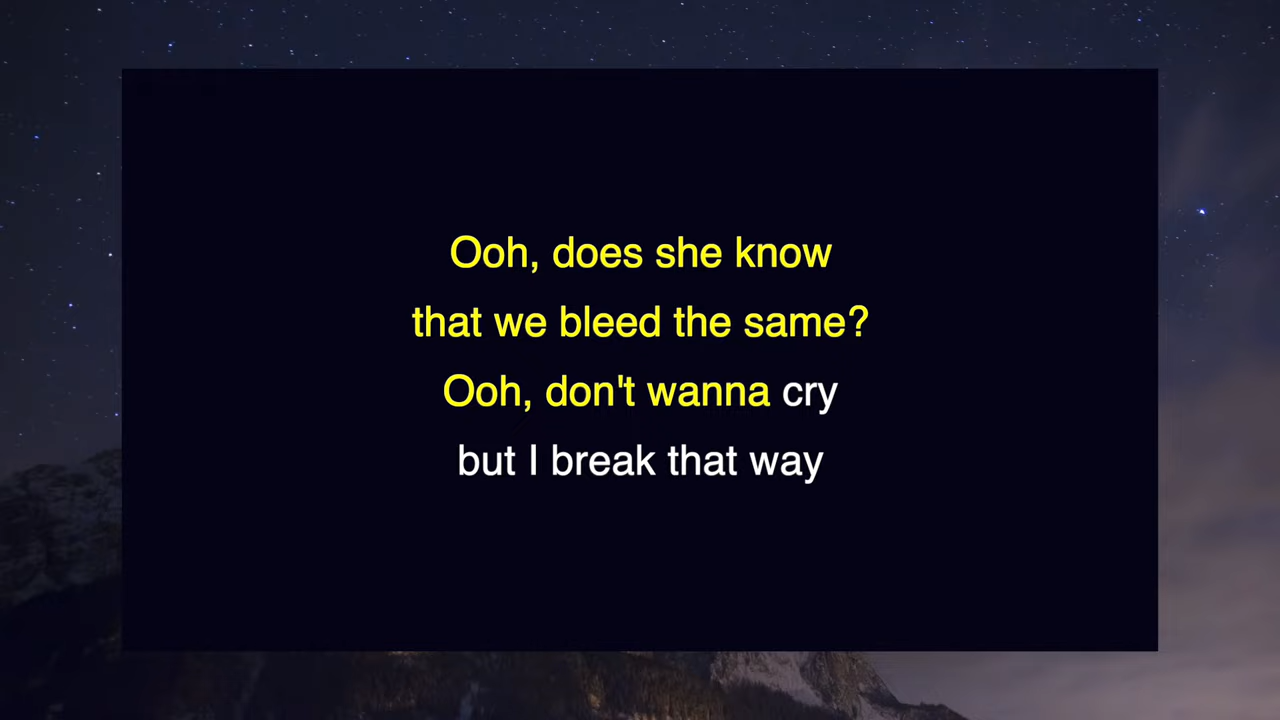 Ooh, does she know
that we bleed the same?
Ooh, don't wanna cry
but I break that way